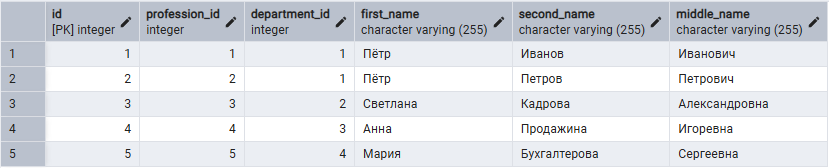 id profession_id department_id first_name second_name middle_name
[PK] integer integer integer character varying (255) character varying (255) character varying (255)
1 1 1 1 Пётр Иванов Иванович
2 2 2 1 Пётр Петров Петрович
3 3 3 2 Светлана Кадрова Александровна
4 4 4 3 Анна Продажина Игоревна
5 5 5 4 Мария Бухгалтерова Сергеевна